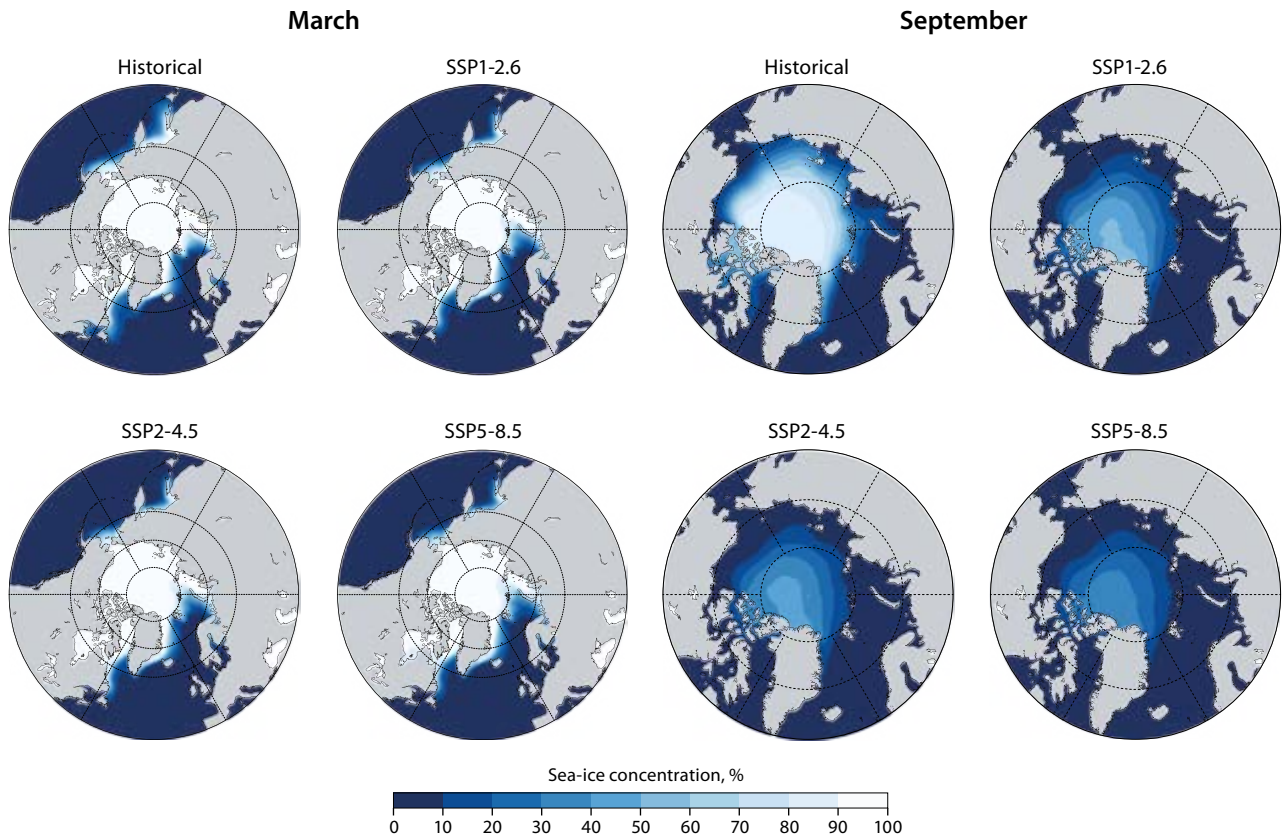 March
September
Historical
SSP1-2.6
Historical
SSP1-2.6
SSP2-4.5
SSP5-8.5
SSP2-4.5
SSP5-8.5
Sea-ice concentration, %
0 10 20 30 40 50 60 70 80 90 100